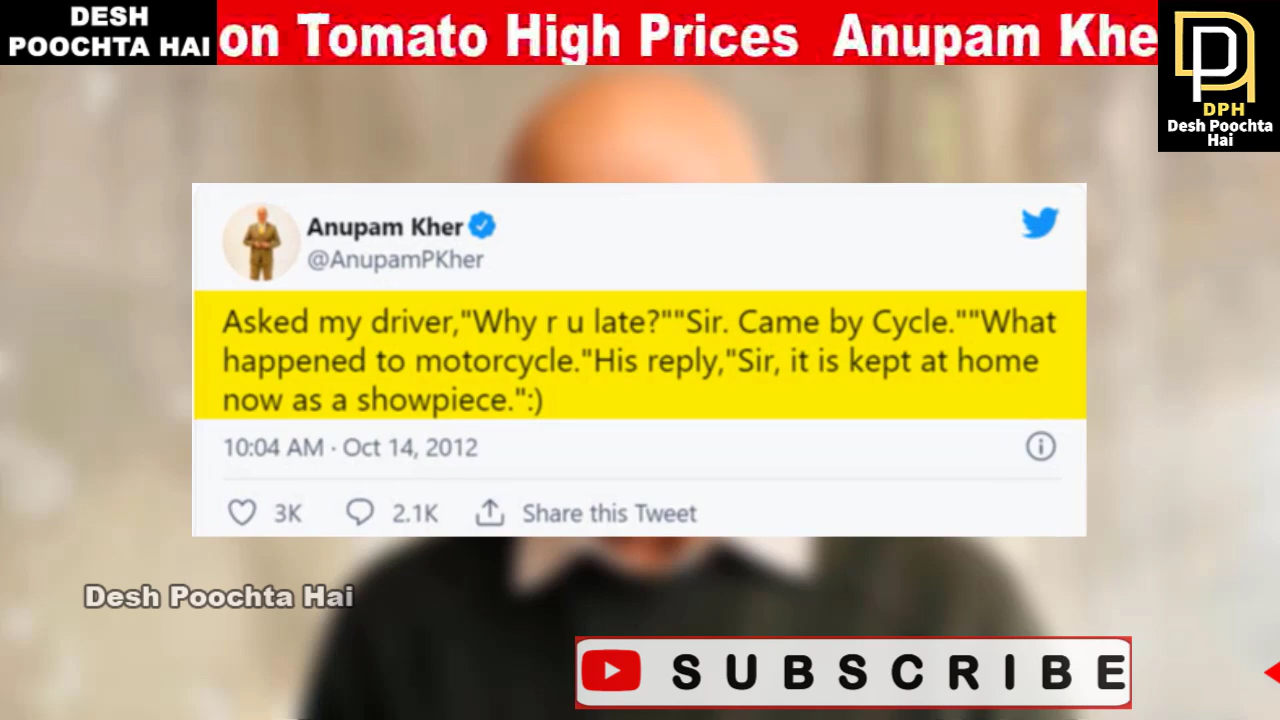 DESH
POOCHTA HAI
on Tomato High Prices Anupam Khe
DPH
Desh Poochta
Hai
Anupam Kher
@AnupamPKher
Asked my driver,"Why r u late?""Sir. Came by Cycle.""What
happened to motorcycle."His reply,"Sir, it is kept at home
now as a showpiece.":)
10:04 AM · Oct 14, 2012
3K 2.1K Share this Tweet
Desh Poochta Hai
SUBSCRIBE